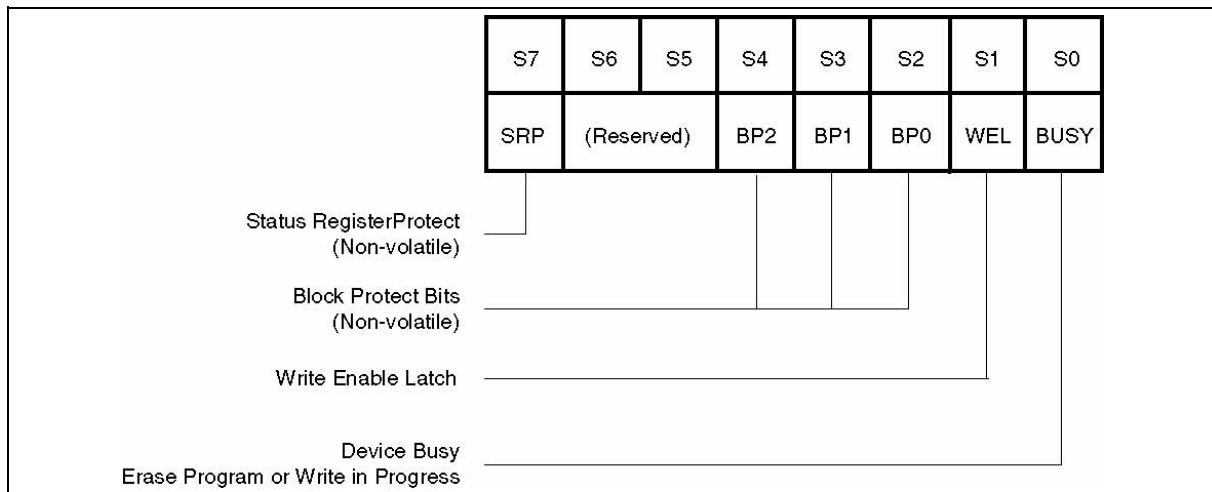 S7 S6 S5 S4 S3 S2 S1 S0
SRP (Reserved) BP2 BP1 BP0 WEL BUSY
Status RegisterProtect
(Non-volatile)
Block Protect Bits
(Non-volatile)
Write Enable Latch
Device Busy
Erase Program or Write in Progress